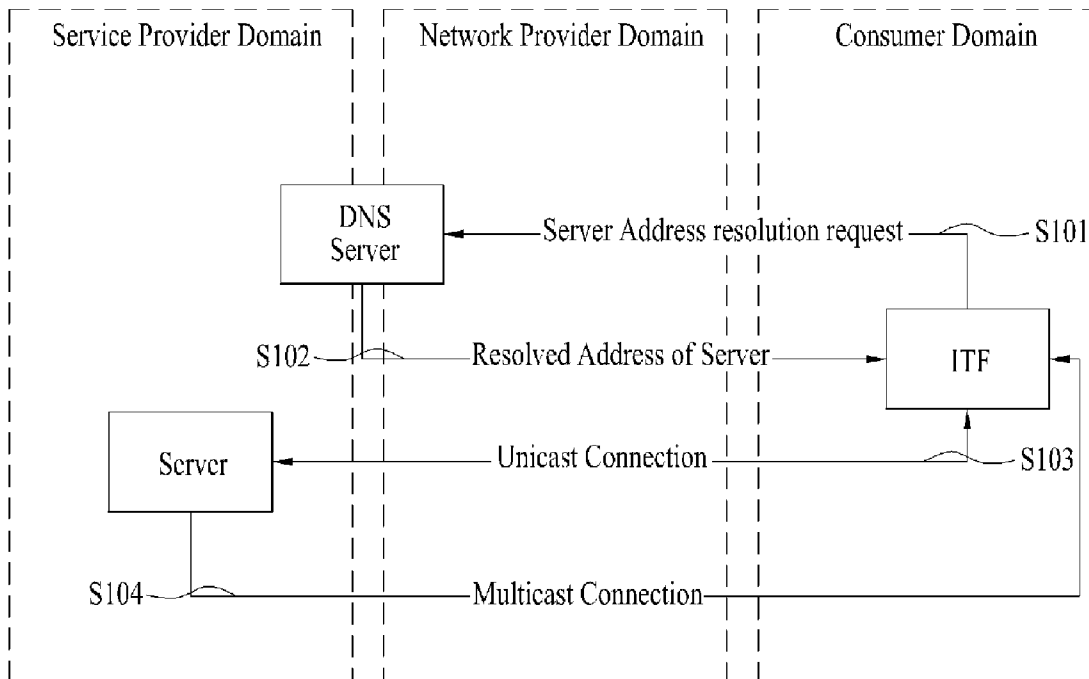 Service Provider Domain
Network Provider Domain
Consumer Domain
DNS
Server
Server Address resolution request
S101
S102
Resolved Address of Server
ITF
Server
Unicast Connection
S103
S104
Multicast Connection